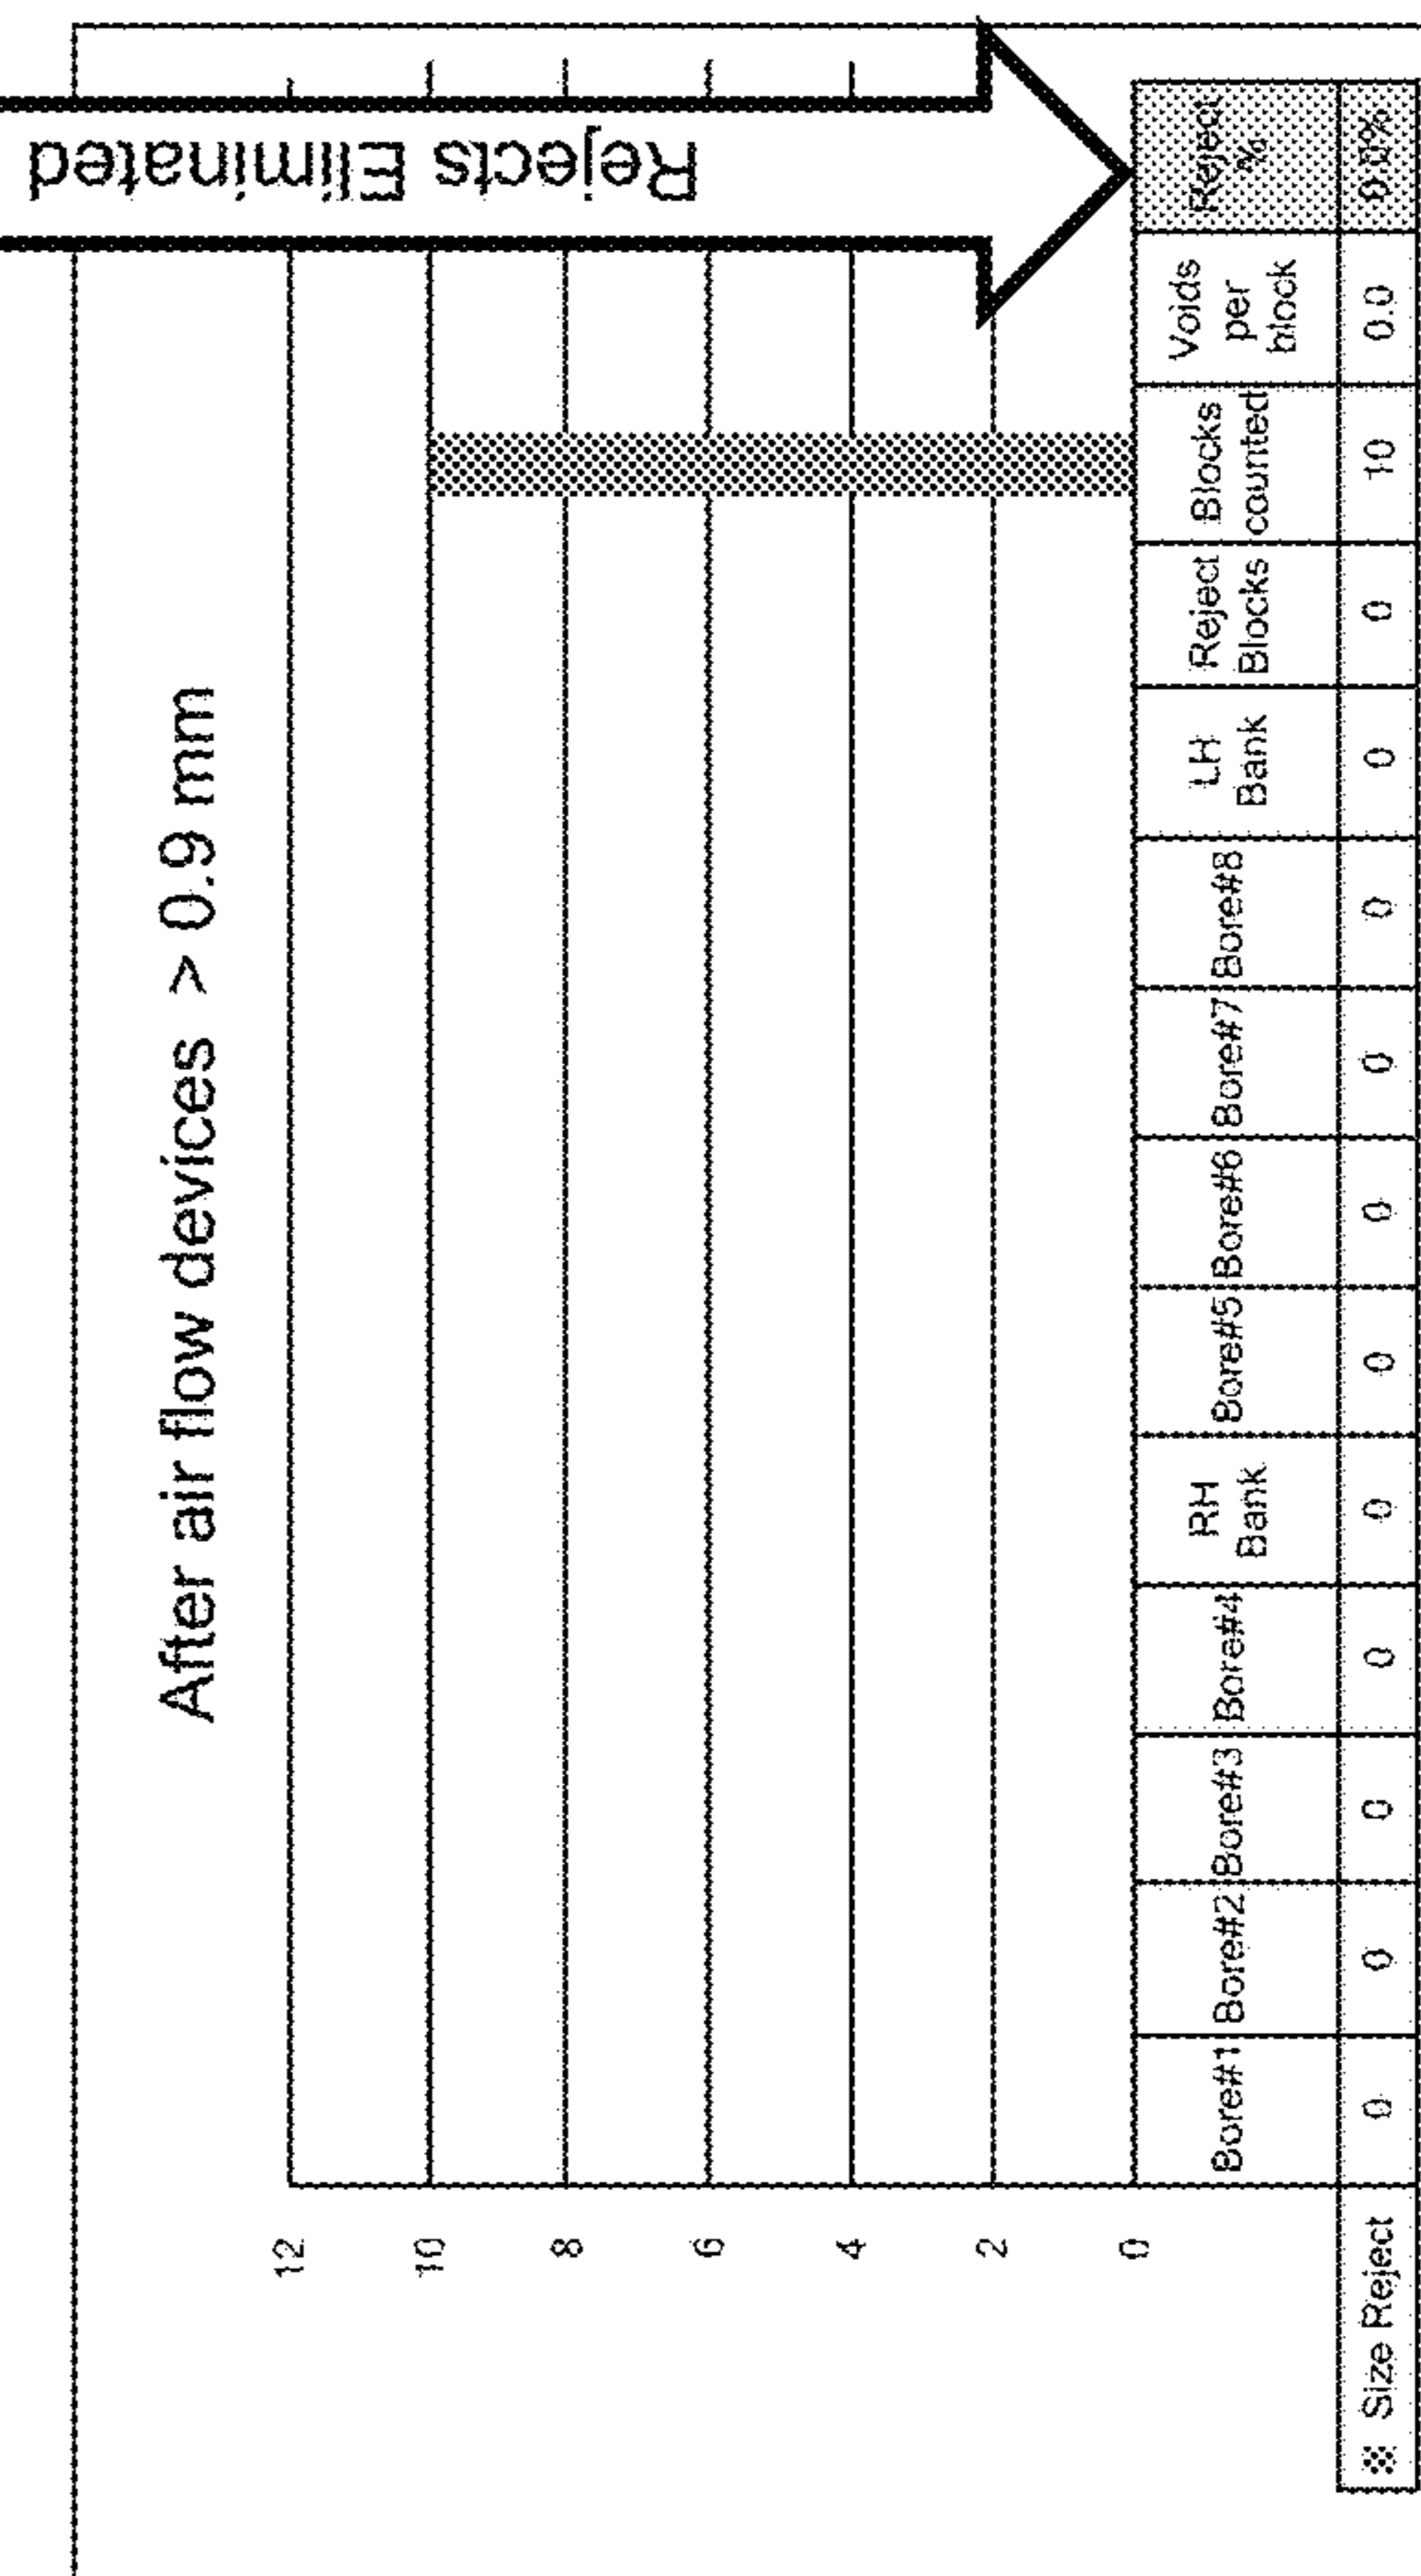 After air flow devices > 0.9 mm
Rejects Eliminated
12
10
8
6
4
2
0
Bore#1 Bore#2 Bore#3 Bore#4 RH Bank Bore#5 Bore#6 Bore#7 Bore#8 LH Bank Reject Blocks Blocks counted Voids per block Reject %
Size Reject 0 0 0 0 0 0 0 0 0 0 0 10 0.0 0.0%